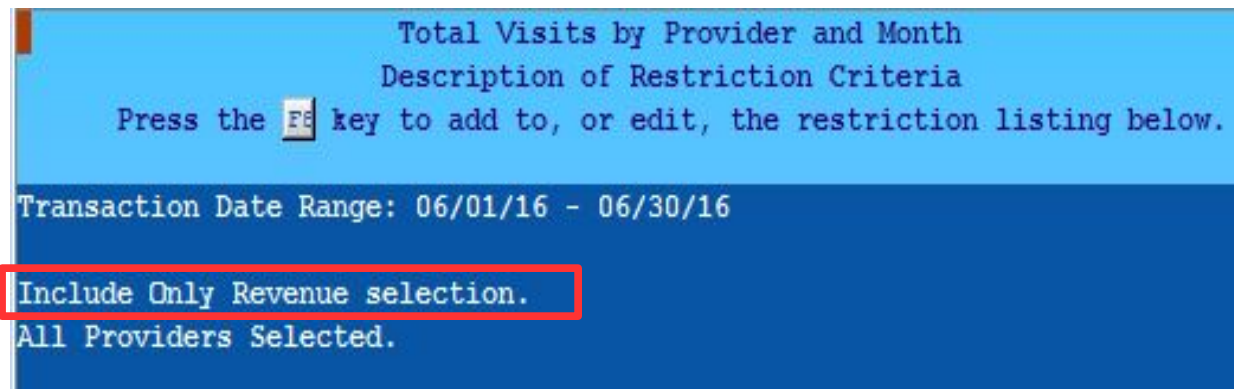 Total Visits by Provider and Month
Description of Restriction Criteria
Press the F6 key to add to, or edit, the restriction listing below.
Transaction Date Range: 06/01/16 - 06/30/16
Include Only Revenue selection.
All Providers Selected.